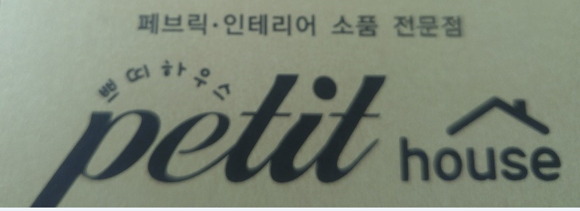 페브릭·인테리어 소품 전문점
쁘띠하우스
petit house